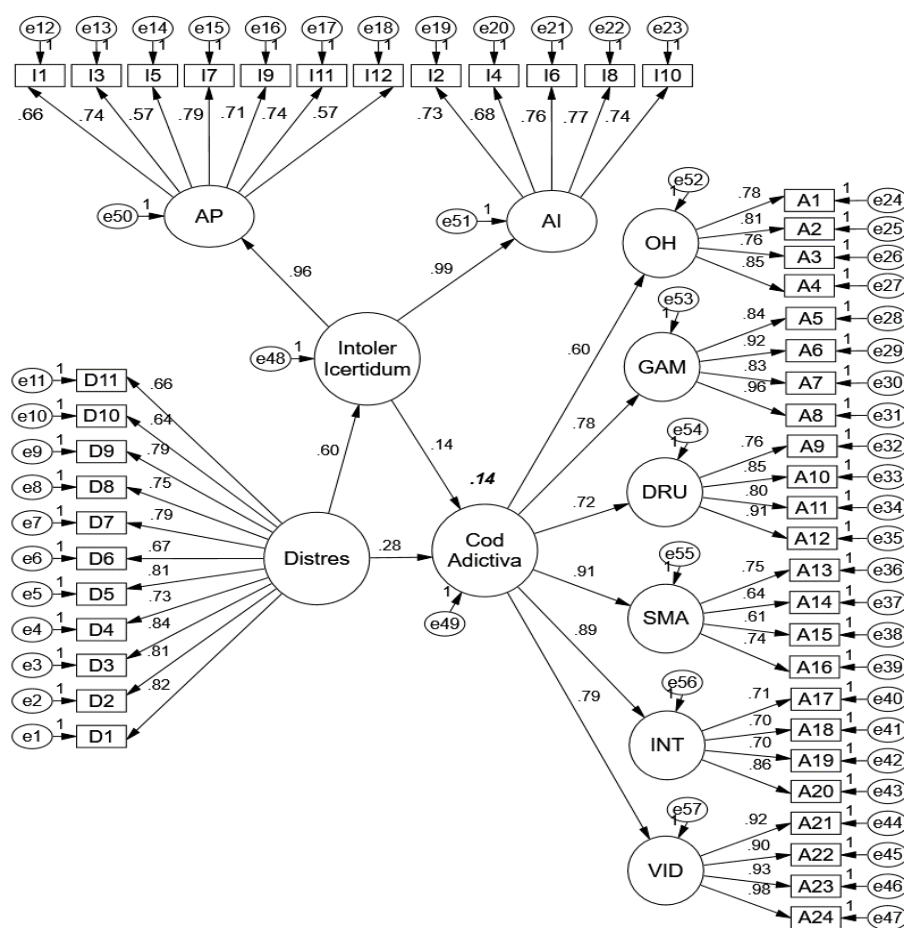 e12 e13 e14 e15 e16 e17 e18 e19 e20 e21 e22 e23
1 1 1 1 1 1 1 1 1 1 1 1
I1 I3 I5 I7 I9 I11 I12 I2 I4 I6 I8 I10
.66 .74 .57 .79 .71 .74 .57 .73 .68 .76 .77 .74
e50 1 AP
e51 1 AI
.96
.99
e48 1
Intoler
Icertidum
.60
.14
.14
e11 1 D11 .66
e10 1 D10 .64
e9 1 D9 .79
e8 1 D8 .75
e7 1 D7 .79
e6 1 D6 .67
e5 1 D5 .81
e4 1 D4 .73
e3 1 D3 .84
e2 1 D2 .81
e1 1 D1 .82
Distres
.28
Cod
Adictiva
1
e49
.60
.78
.72
.91
.89
.79
e52
1
OH
.78 A1 1 e24
.81 A2 1 e25
.76 A3 1 e26
.85 A4 1 e27
e53
1
GAM
.84 A5 1 e28
.92 A6 1 e29
.83 A7 1 e30
.96 A8 1 e31
e54
1
DRU
.76 A9 1 e32
.85 A10 1 e33
.80 A11 1 e34
.91 A12 1 e35
e55
1
SMA
.75 A13 1 e36
.64 A14 1 e37
.61 A15 1 e38
.74 A16 1 e39
e56
1
INT
.71 A17 1 e40
.70 A18 1 e41
.70 A19 1 e42
.86 A20 1 e43
e57
1
VID
.92 A21 1 e44
.90 A22 1 e45
.93 A23 1 e46
.98 A24 1 e47